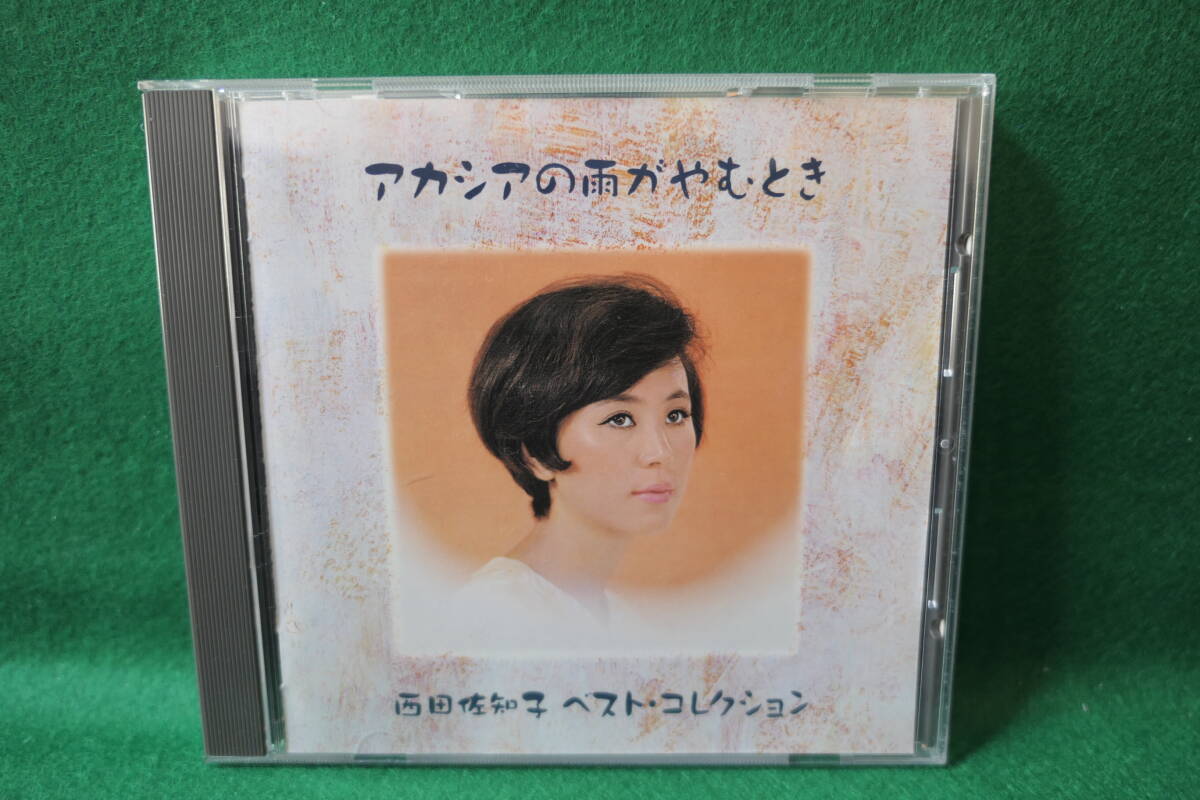 アカシアの雨がやむとき
西田佐知子 ベスト・コレクション